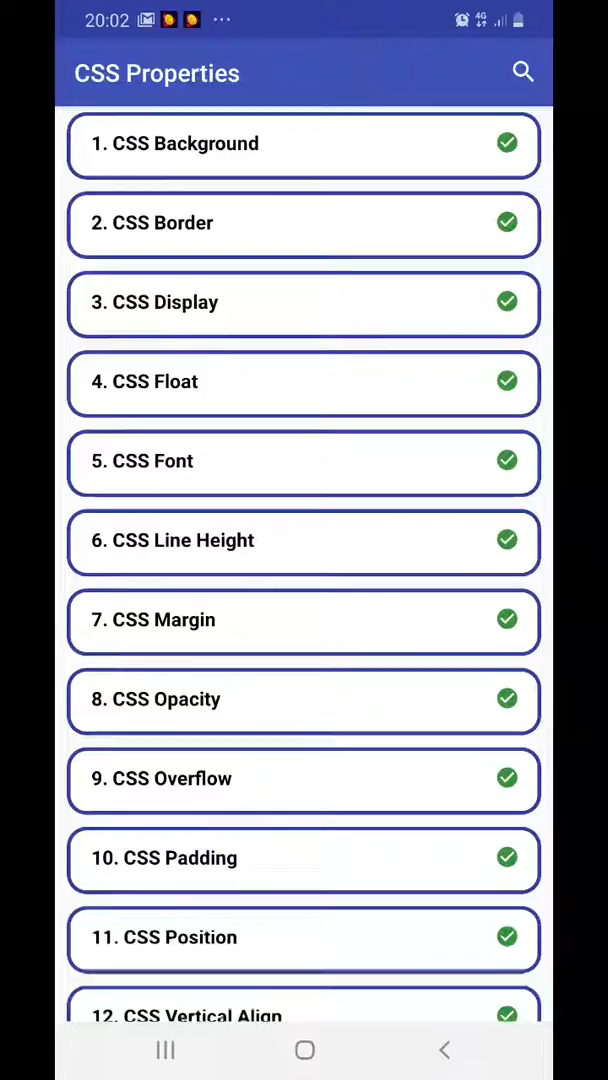 20:02
4G
CSS Properties
1. CSS Background
2. CSS Border
3. CSS Display
4. CSS Float
5. CSS Font
6. CSS Line Height
7. CSS Margin
8. CSS Opacity
9. CSS Overflow
10. CSS Padding
11. CSS Position
12. CSS Vertical Align